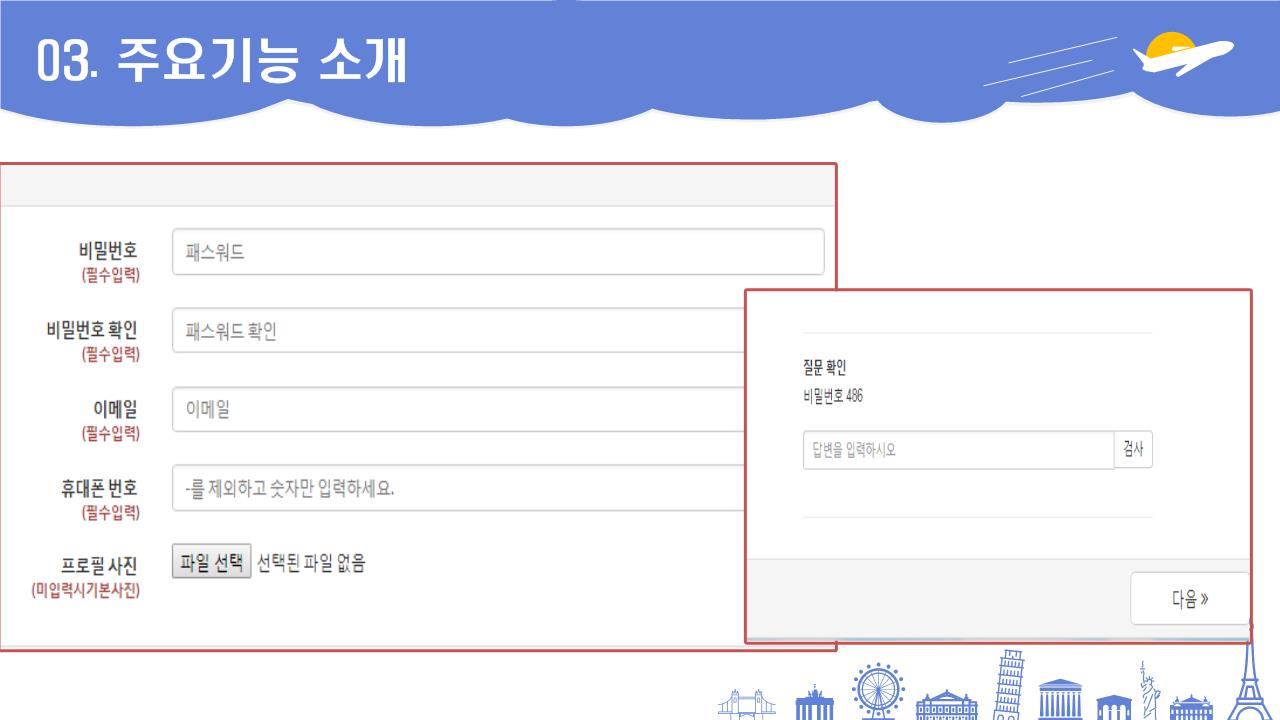 03. 주요기능 소개
비밀번호
(필수입력)
패스워드
비밀번호 확인
(필수입력)
패스워드 확인
이메일
(필수입력)
이메일
휴대폰 번호
(필수입력)
-를 제외하고 숫자만 입력하세요.
프로필 사진
(미입력시기본사진)
파일 선택 선택된 파일 없음
질문 확인
비밀번호 486
답변을 입력하시오
검사
다음 »